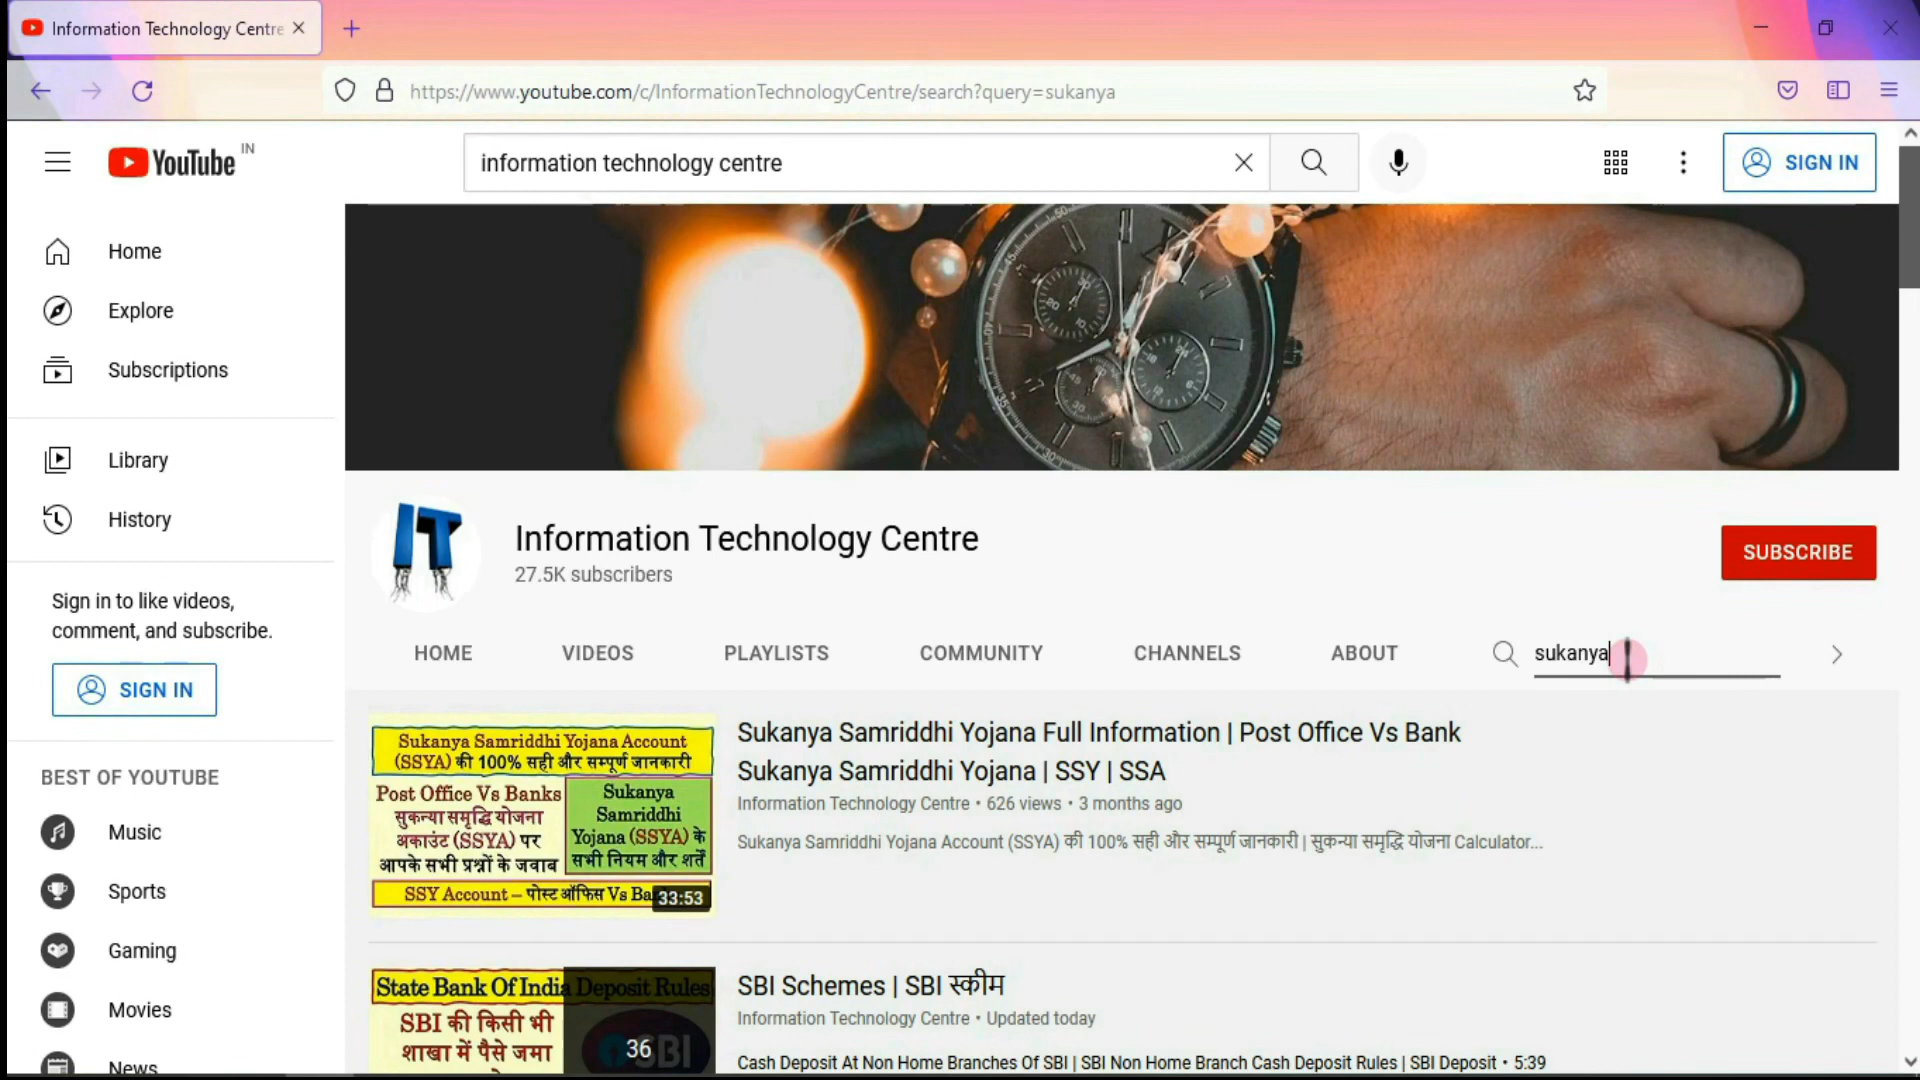 Information Technology Centre
https://www.youtube.com/c/InformationTechnologyCentre/search?query=sukanya
YouTube IN
information technology centre
SIGN IN
Home
Explore
Subscriptions
Library
History
Sign in to like videos,
comment, and subscribe.
SIGN IN
BEST OF YOUTUBE
Music
Sports
Gaming
Movies
News
IT
Information Technology Centre
27.5K subscribers
SUBSCRIBE
HOME VIDEOS PLAYLISTS COMMUNITY CHANNELS ABOUT sukanya
Sukanya Samriddhi Yojana Account
(SSYA) की 100% सही और सम्पूर्ण जानकारी
Post Office Vs Banks
सुकन्या समृद्धि योजना
अकाउंट (SSYA) पर
आपके सभी प्रश्नों के जवाब
Sukanya
Samriddhi
Yojana (SSYA) के
सभी नियम और शर्तें
SSY Account – पोस्ट ऑफिस Vs Ba
33:53
Sukanya Samriddhi Yojana Full Information | Post Office Vs Bank
Sukanya Samriddhi Yojana | SSY | SSA
Information Technology Centre • 626 views • 3 months ago
Sukanya Samriddhi Yojana Account (SSYA) की 100% सही और सम्पूर्ण जानकारी | सुकन्या समृद्धि योजना Calculator...
State Bank Of India Deposit Rules
SBI की किसी भी
शाखा में पैसे जमा
36
SBI
SBI Schemes | SBI स्कीम
Information Technology Centre • Updated today
Cash Deposit At Non Home Branches Of SBI | SBI Non Home Branch Cash Deposit Rules | SBI Deposit • 5:39